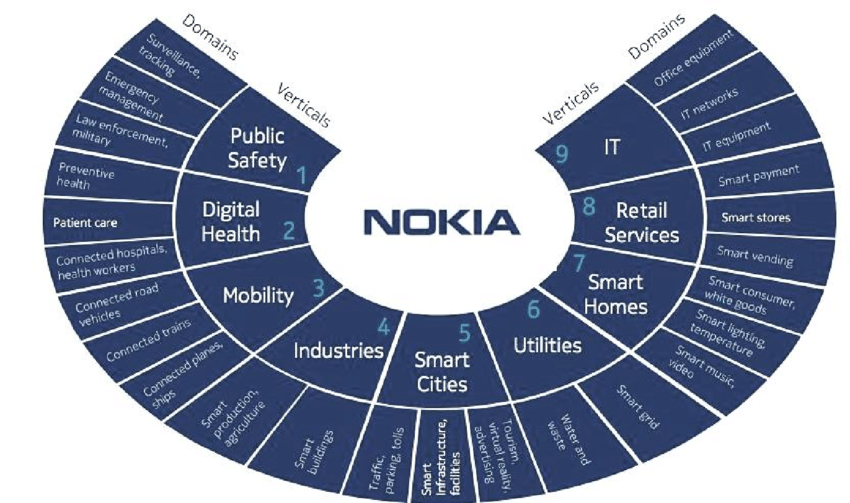 Domains
Verticals
Surveillance,
tracking
Emergency
management
Law enforcement,
military
Public
Safety
1
Preventive
health
Patient care
Connected hospitals,
health workers
Digital
Health
2
Connected road
vehicles
Connected trains
Connected planes,
ships
Mobility
3
Smart
production,
agriculture
Smart
buildings
Industries
4
Traffic,
parking, tolls
Smart
Infrastructure,
facilities
Tourism,
virtual reality,
advertising
Smart
Cities
5
Water and
waste
Smart grid
Utilities
6
Smart consumer,
white goods
Smart lighting,
temperature
Smart music,
video
Smart
Homes
7
Smart payment
Smart stores
Smart vending
Retail
Services
8
Office equipment
IT networks
IT equipment
IT
9
Domains
Verticals
NOKIA